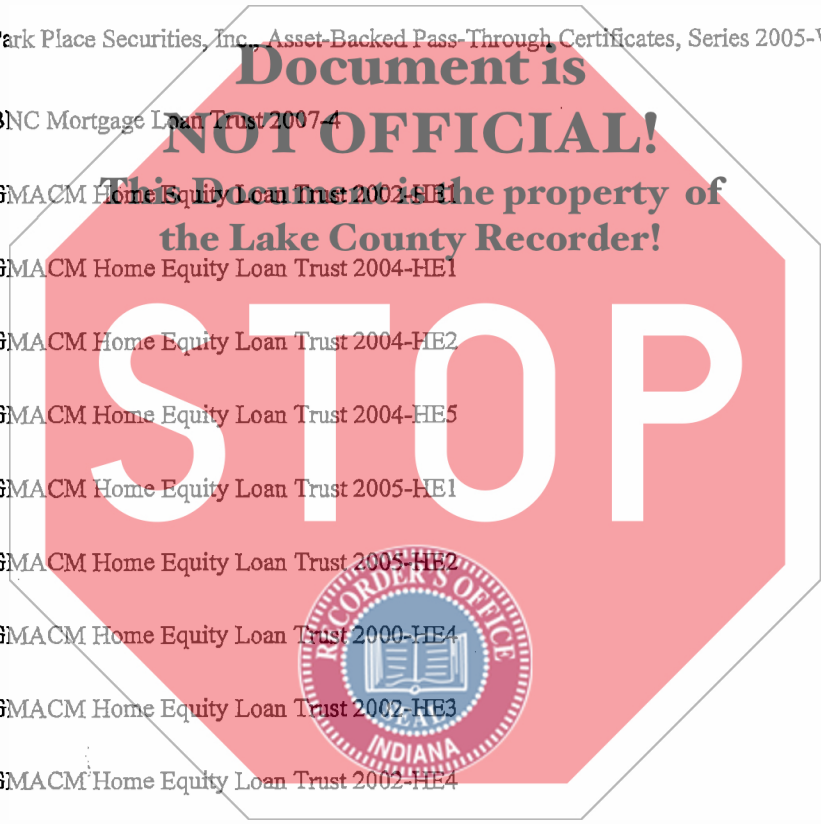 ark Place Securities, Inc., Asset-Backed Pass-Through Certificates, Series 2005-
Document is
NC Mortgage Loan Trust 2007-4
NOT OFFICIAL!
GMACM Home Equity Loan Trust 2002-HE1
This Document is the property of
the Lake County Recorder!
GMACM Home Equity Loan Trust 2004-HE1
STOP
GMACM Home Equity Loan Trust 2004-HE2
GMACM Home Equity Loan Trust 2004-HE5
GMACM Home Equity Loan Trust 2005-HE1
GMACM Home Equity Loan Trust 2005-HE2
RECORDER'S OFFICE
GMACM Home Equity Loan Trust 2000-HE4
GMACM Home Equity Loan Trust 2002-HE3
SEAL
INDIANA
GMACM Home Equity Loan Trust 2002-HE4